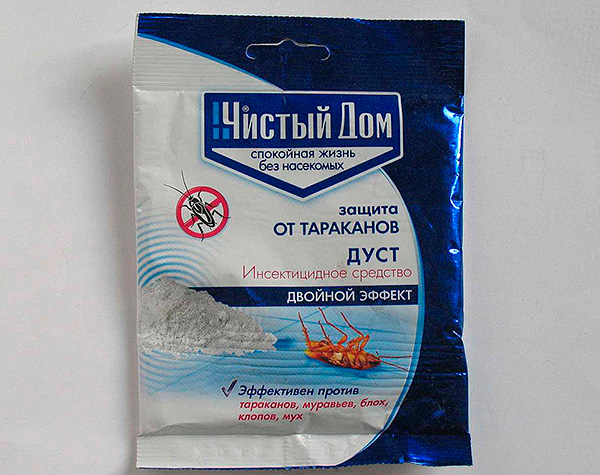 Чистый Дом
спокойная жизнь
без насекомых
защита
ОТ ТАРАКАНОВ
ДУСТ
Инсектицидное средство
ДВОЙНОЙ ЭФФЕКТ
Эффективен против
тараканов, муравьев, блох,
клопов, мух